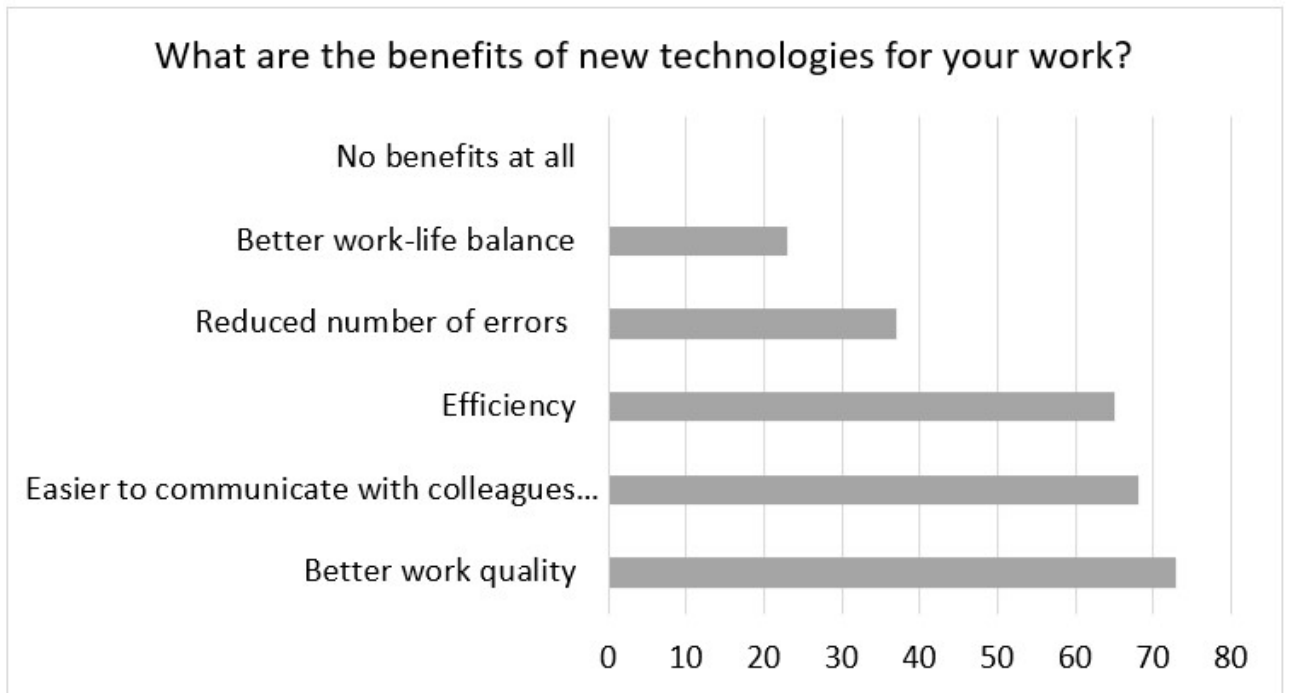 What are the benefits of new technologies for your work?
No benefits at all
Better work-life balance
Reduced number of errors
Efficiency
Easier to communicate with colleagues...
Better work quality
0 10 20 30 40 50 60 70 80